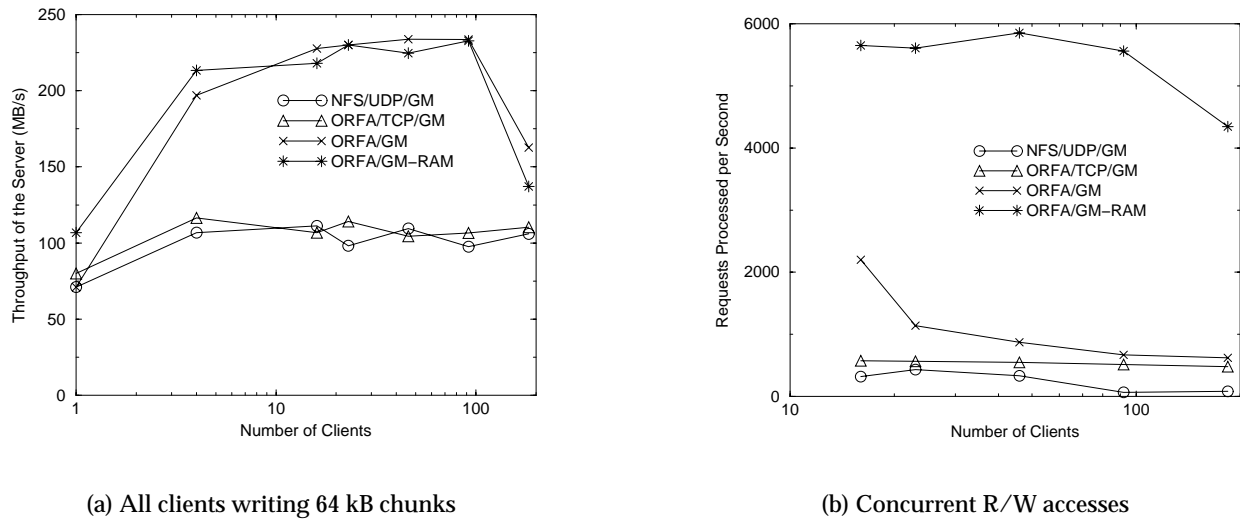 250
200
150
100
50
0
1
10
100
Throughput of the Server (MB/s)
Number of Clients
NFS/UDP/GM
ORFA/TCP/GM
ORFA/GM
ORFA/GM−RAM
(a) All clients writing 64 kB chunks
6000
4000
2000
0
10
100
Requests Processed per Second
Number of Clients
NFS/UDP/GM
ORFA/TCP/GM
ORFA/GM
ORFA/GM−RAM
(b) Concurrent R/W accesses